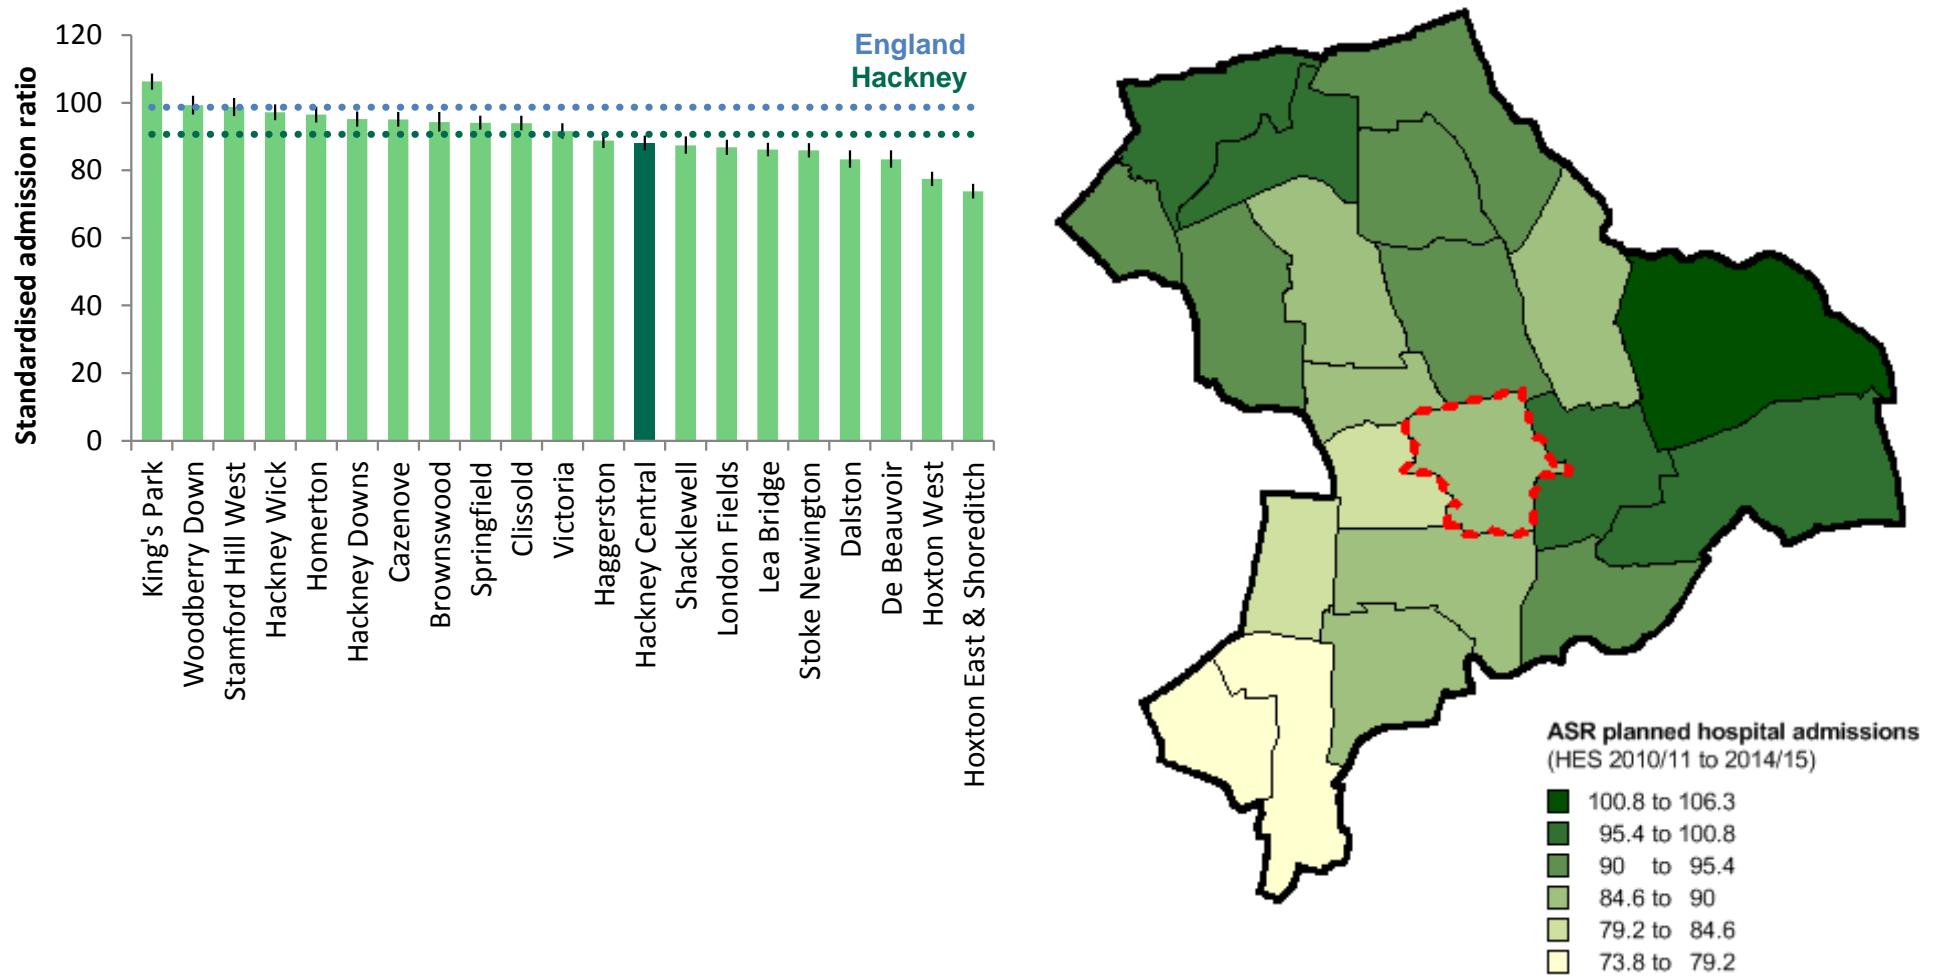 Standardised admission ratio
120
100
80
60
40
20
0
England
Hackney
King's Park
Woodberry Down
Stamford Hill West
Hackney Wick
Homerton
Hackney Downs
Cazenove
Brownswood
Springfield
Clissold
Victoria
Haggerston
Hackney Central
Shacklewell
London Fields
Lea Bridge
Stoke Newington
Dalston
De Beauvoir
Hoxton West
Hoxton East & Shoreditch
ASR planned hospital admissions
(HES 2010/11 to 2014/15)
100.8 to 106.3
95.4 to 100.8
90 to 95.4
84.6 to 90
79.2 to 84.6
73.8 to 79.2